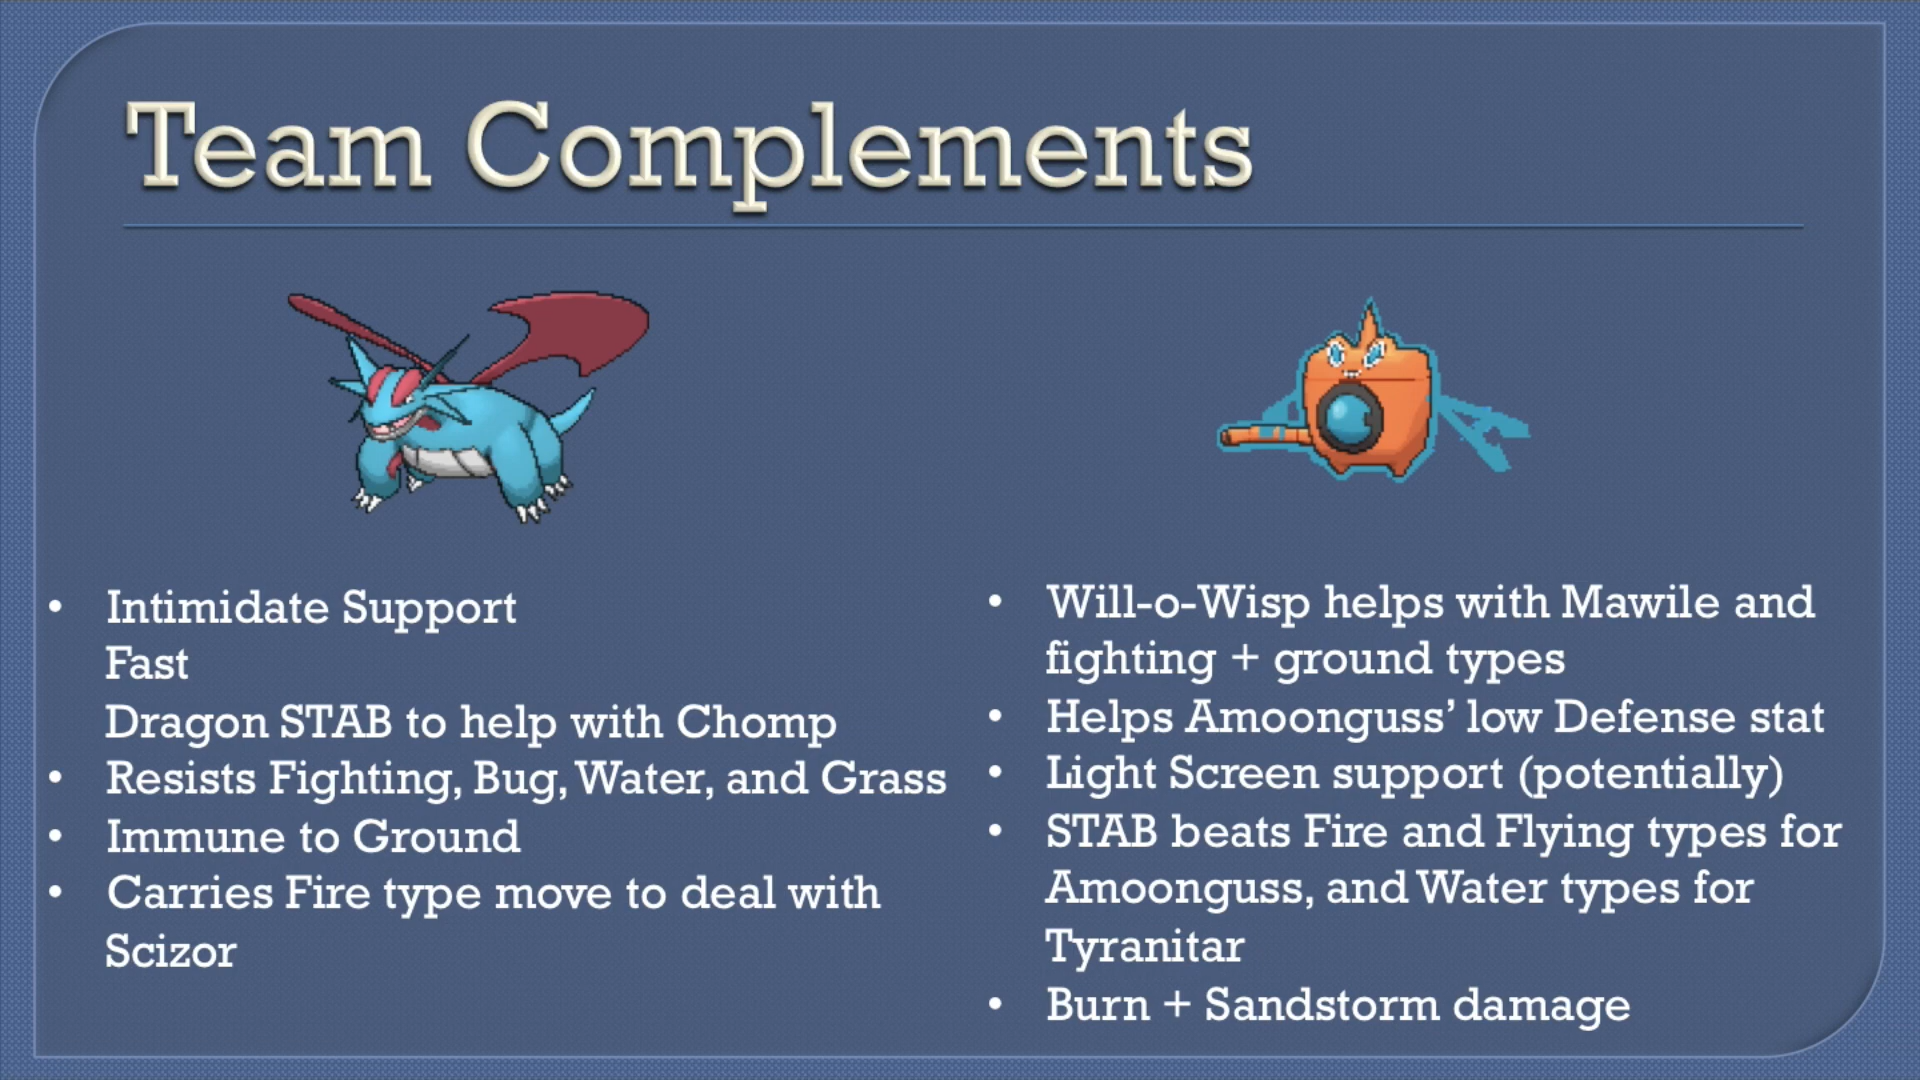 Team Complements
• Intimidate Support
Fast
Dragon STAB to help with Chomp
• Resists Fighting, Bug, Water, and Grass
• Immune to Ground
• Carries Fire type move to deal with
Scizor
• Will-o-Wisp helps with Mawile and
fighting + ground types
• Helps Amoonguss’ low Defense stat
• Light Screen support (potentially)
• STAB beats Fire and Flying types for
Amoonguss, and Water types for
Tyranitar
• Burn + Sandstorm damage